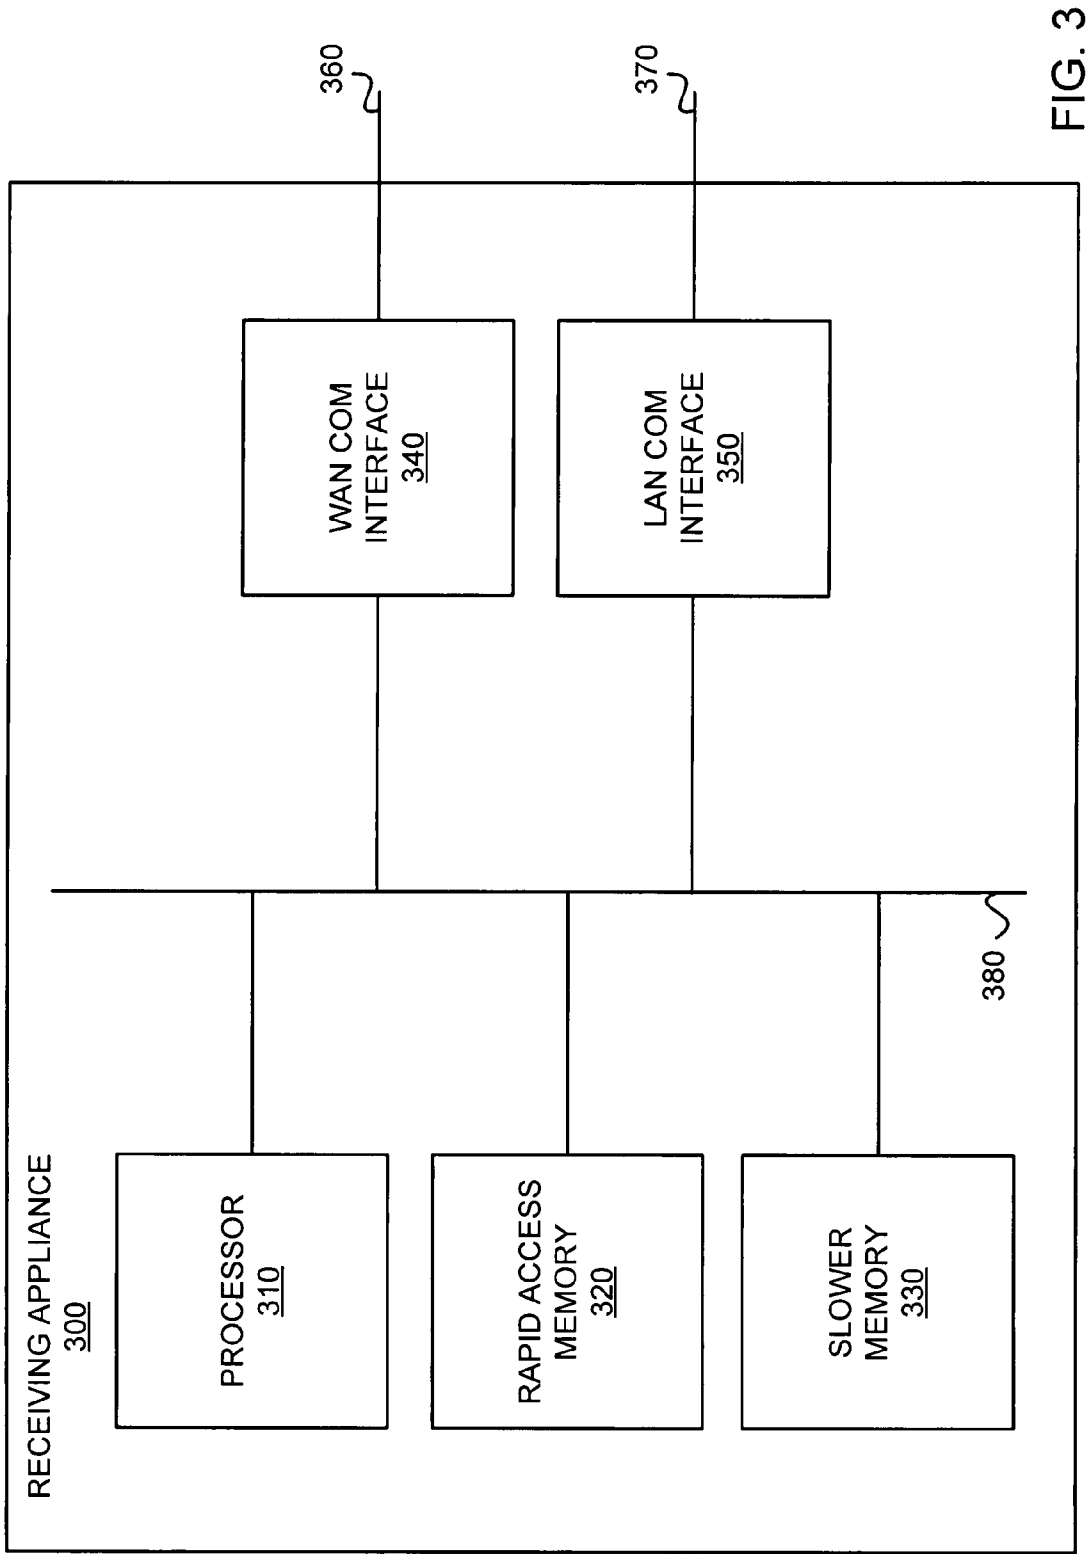 RECEIVING APPLIANCE
300
PROCESSOR
310
RAPID ACCESS
MEMORY
320
SLOWER
MEMORY
330
380
WAN COM
INTERFACE
340
LAN COM
INTERFACE
350
360
370
FIG. 3